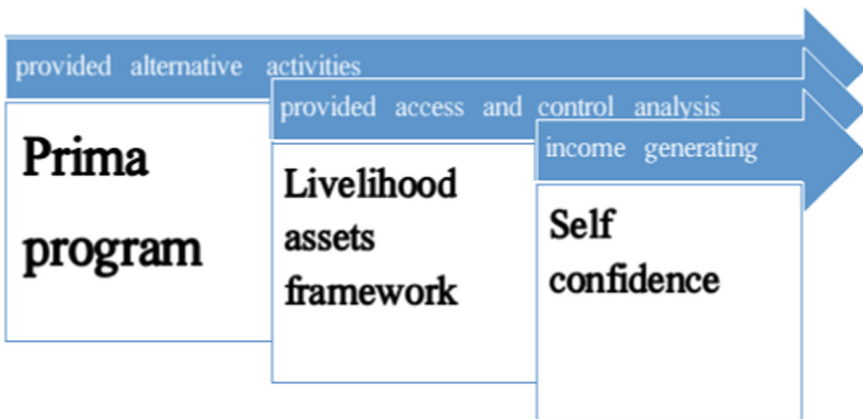 provided alternative activities
Prima
program
provided access and control analysis
Livelihood
assets
framework
income generating
Self
confidence